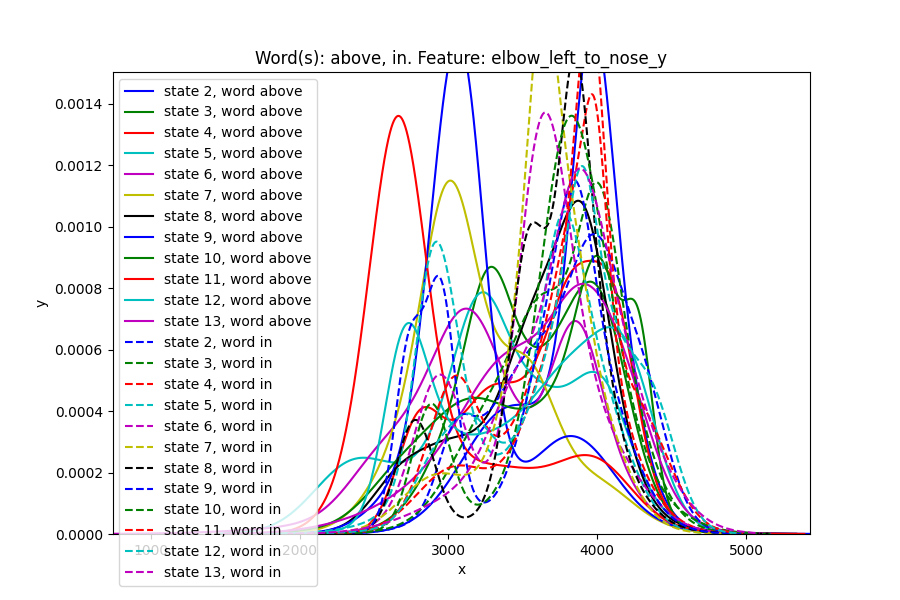 Word(s): above, in. Feature: elbow_left_to_nose_y
0.0014
0.0012
0.0010
0.0008
0.0006
0.0004
0.0002
0.0000
y
state 2, word above
state 3, word above
state 4, word above
state 5, word above
state 6, word above
state 7, word above
state 8, word above
state 9, word above
state 10, word above
state 11, word above
state 12, word above
state 13, word above
state 2, word in
state 3, word in
state 4, word in
state 5, word in
state 6, word in
state 7, word in
state 8, word in
state 9, word in
state 10, word in
state 11, word in
state 12, word in
state 13, word in
1000 2000 3000 4000 5000
x